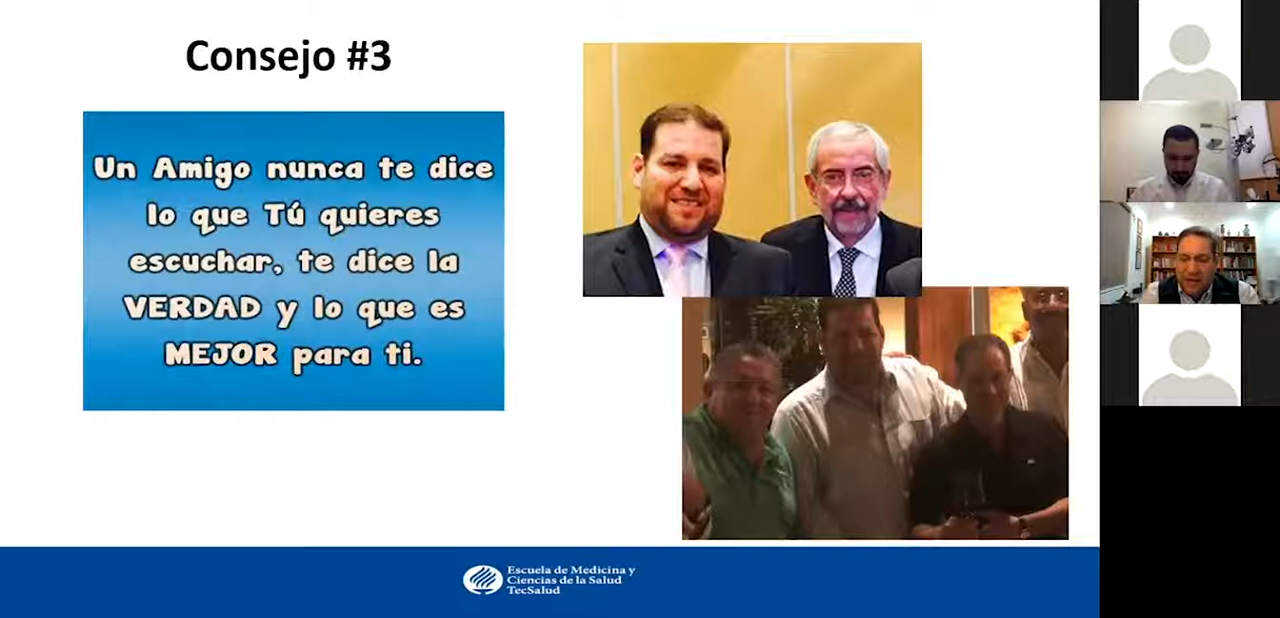 Consejo #3
Un Amigo nunca te dice
lo que Tú quieres
escuchar, te dice la
VERDAD y lo que es
MEJOR para ti.
Escuela de Medicina y
Ciencias de la Salud
TecSalud